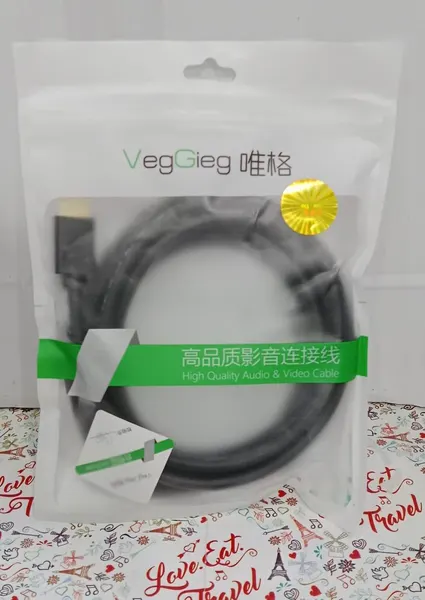 VegGieg 唯格
高品质影音连接线
High Quality Audio & Video Cable
Love.
Eat.
Travel
Love.
Travel